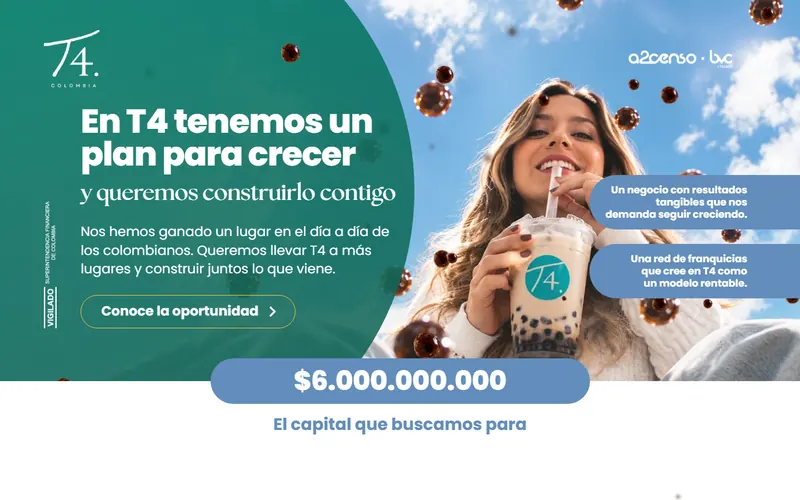 T4.
COLOMBIA
a2censo · bvc
En T4 tenemos un
plan para crecer
y queremos construirlo contigo
Nos hemos ganado un lugar en el día a día de
los colombianos. Queremos llevar T4 a más
lugares y construir juntos lo que viene.
Conoce la oportunidad
VIGILADO
SUPERINTENDENCIA FINANCIERA
DE COLOMBIA
Un negocio con resultados
tangibles que nos
demanda seguir creciendo.
Una red de franquicias
que cree en T4 como
un modelo rentable.
T4.
$6.000.000.000
El capital que buscamos para